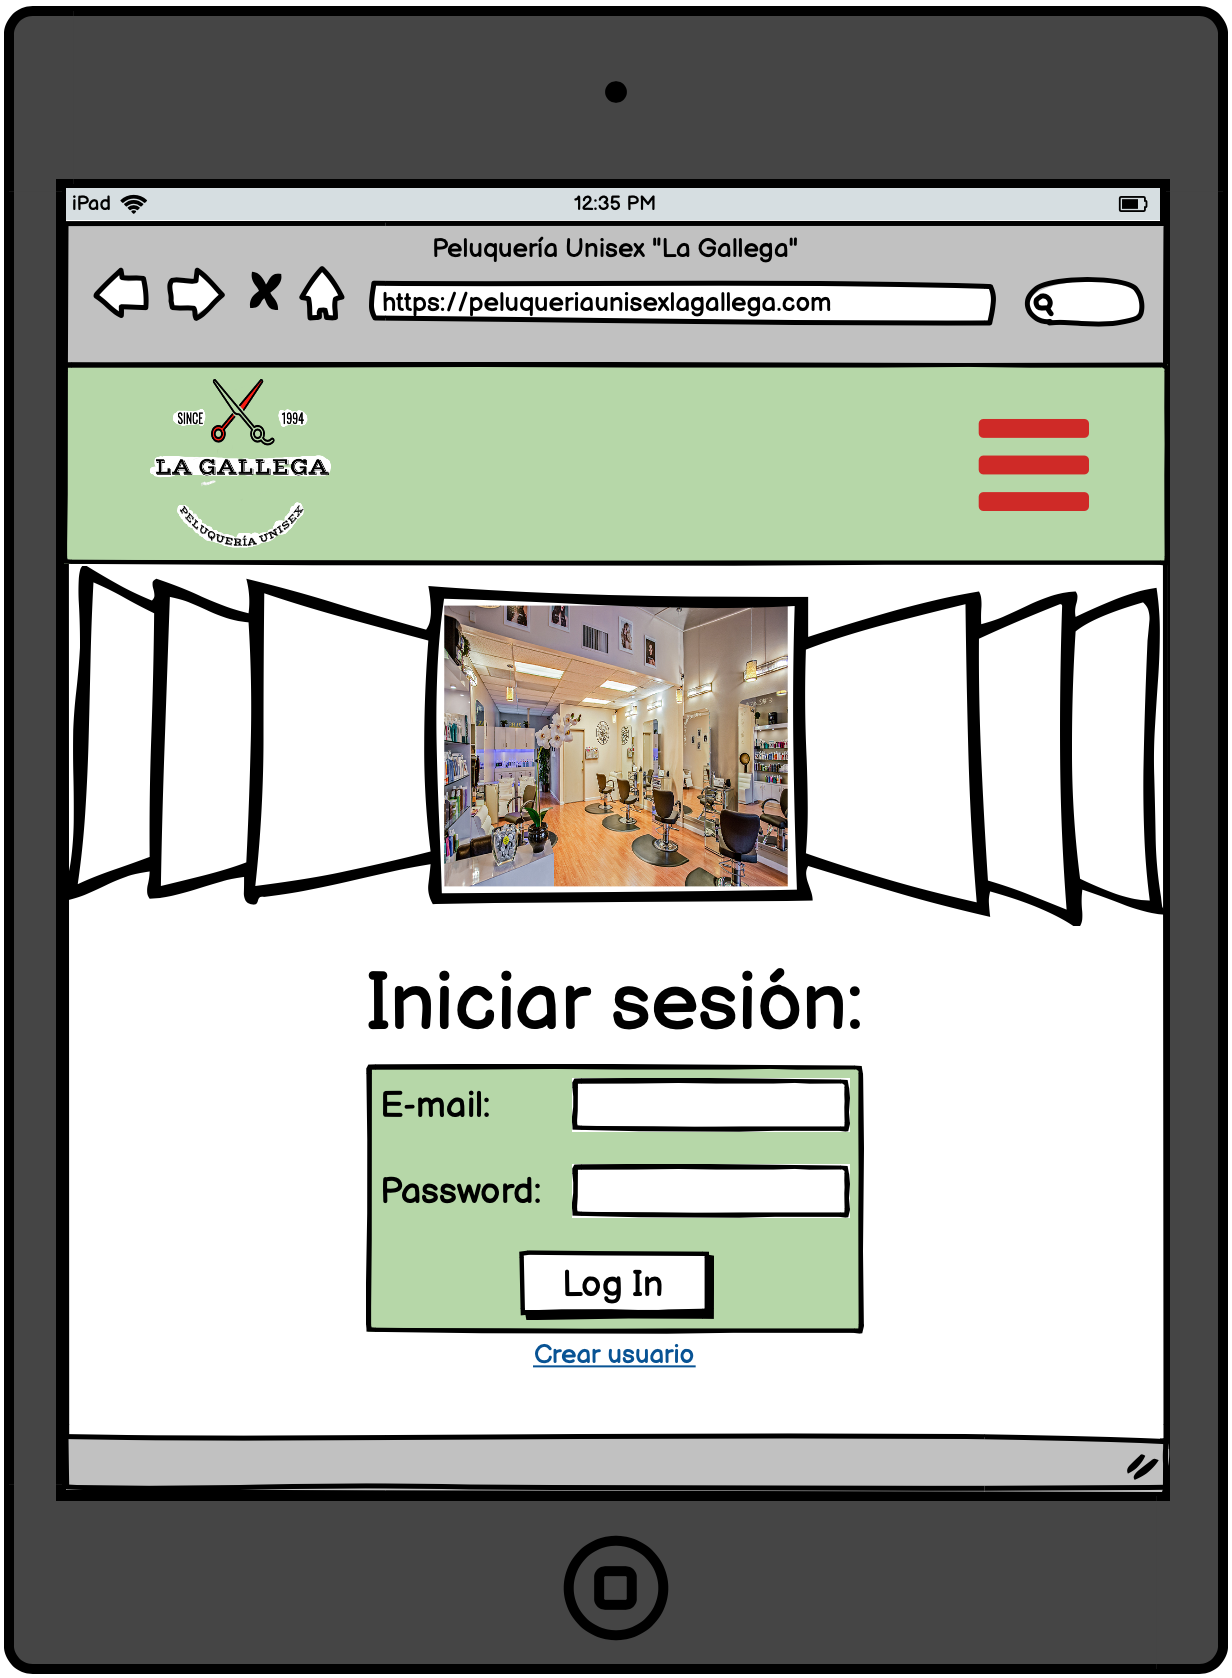 iPad
12:35 PM
Peluquería Unisex "La Gallega"
https://peluqueriaunisexlagallega.com
SINCE 1994
LA GALLEGA
PELUQUERÍA UNISEX
Iniciar sesión:
E-mail:
Password:
Log In
Crear usuario